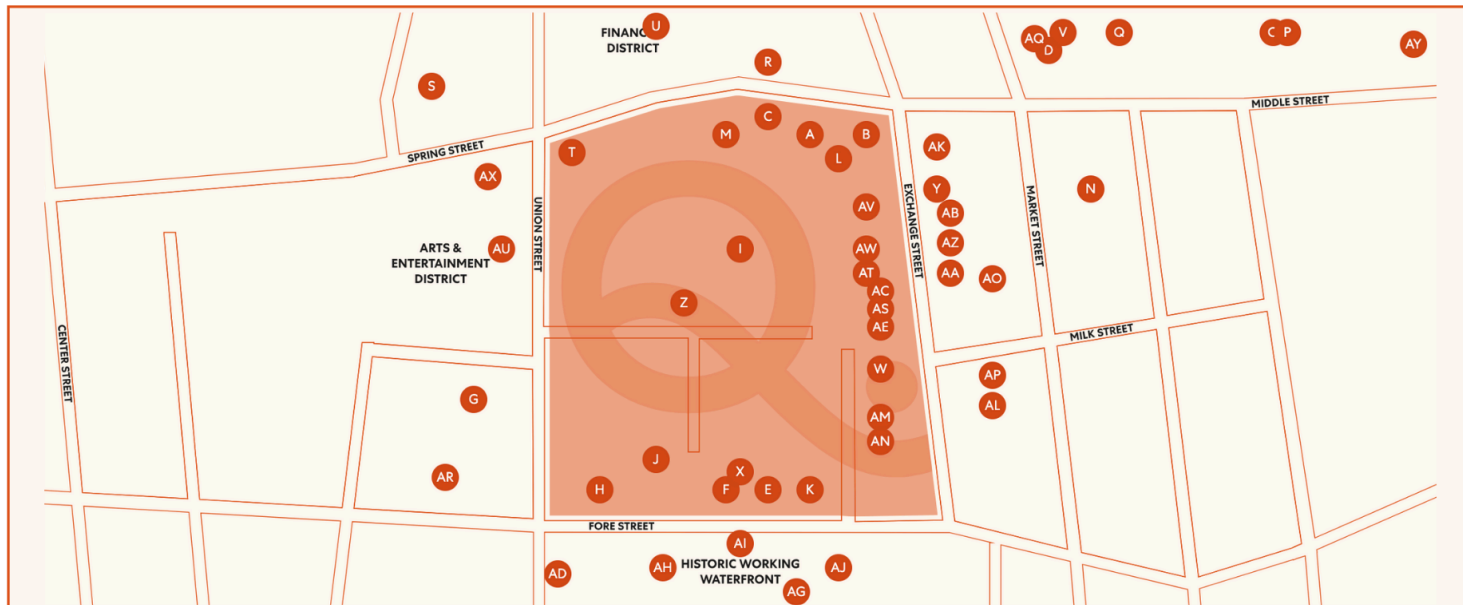 U
FINANC
DISTRICT
R
S
AQ
V
D
Q
C
P
AY
MIDDLE STREET
SPRING STREET
C
M
A
B
L
T
AK
AX
UNION STREET
EXCHANGE STREET
MARKET STREET
Y
N
AV
AB
ARTS &
ENTERTAINMENT
DISTRICT
AU
I
AW
AZ
AT
AA
AO
AC
Z
AS
AE
MILK STREET
CENTER STREET
W
AP
G
AL
AM
AN
J
X
AR
H
F
E
K
FORE STREET
AI
AD
AH
HISTORIC WORKING
WATERFRONT
AJ
AG